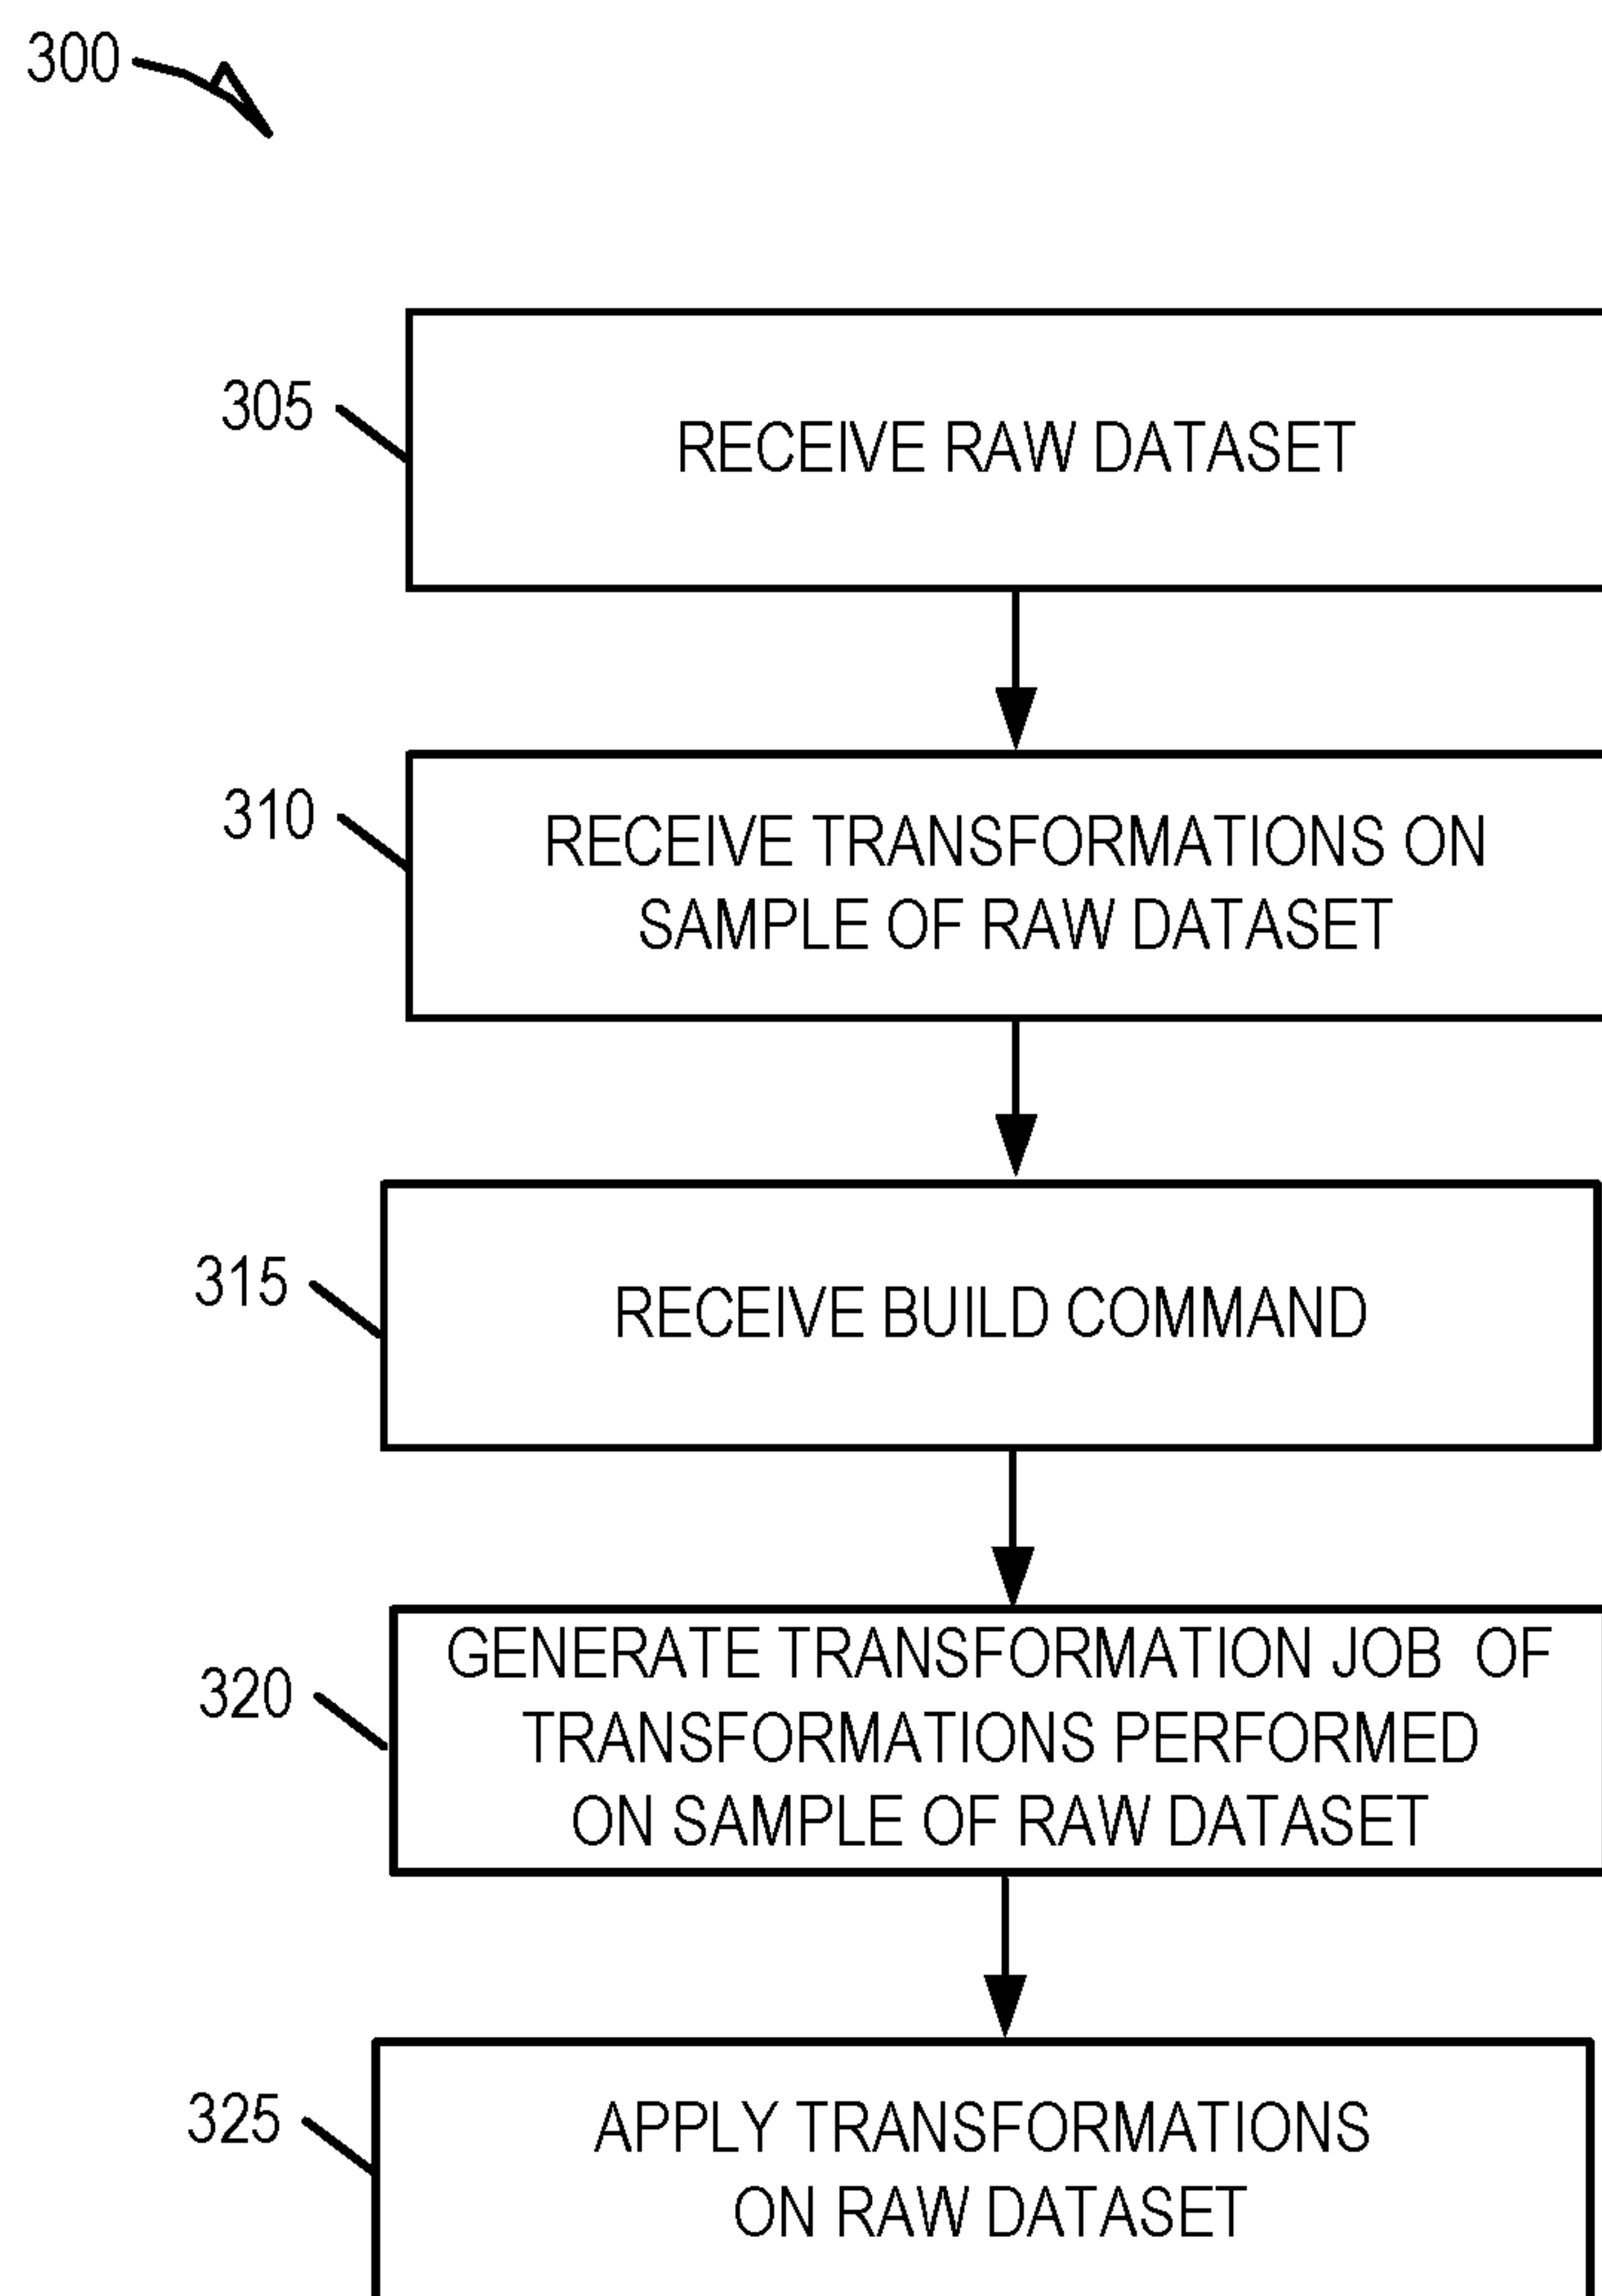 300
305
RECEIVE RAW DATASET
310
RECEIVE TRANSFORMATIONS ON
SAMPLE OF RAW DATASET
315
RECEIVE BUILD COMMAND
320
GENERATE TRANSFORMATION JOB OF
TRANSFORMATIONS PERFORMED
ON SAMPLE OF RAW DATASET
325
APPLY TRANSFORMATIONS
ON RAW DATASET